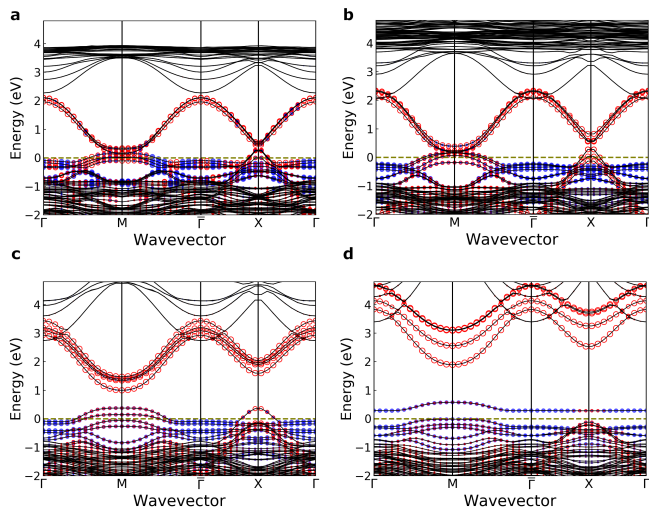 a
4
3
2
1
0
−1
−2
Energy (eV)
Γ M Γ̅ X Γ
Wavevector
b
4
3
2
1
0
−1
−2
Energy (eV)
Γ M Γ̅ X Γ
Wavevector
c
4
3
2
1
0
−1
−2
Energy (eV)
Γ M Γ̅ X Γ
Wavevector
d
4
3
2
1
0
−1
−2
Energy (eV)
Γ M Γ̅ X Γ
Wavevector